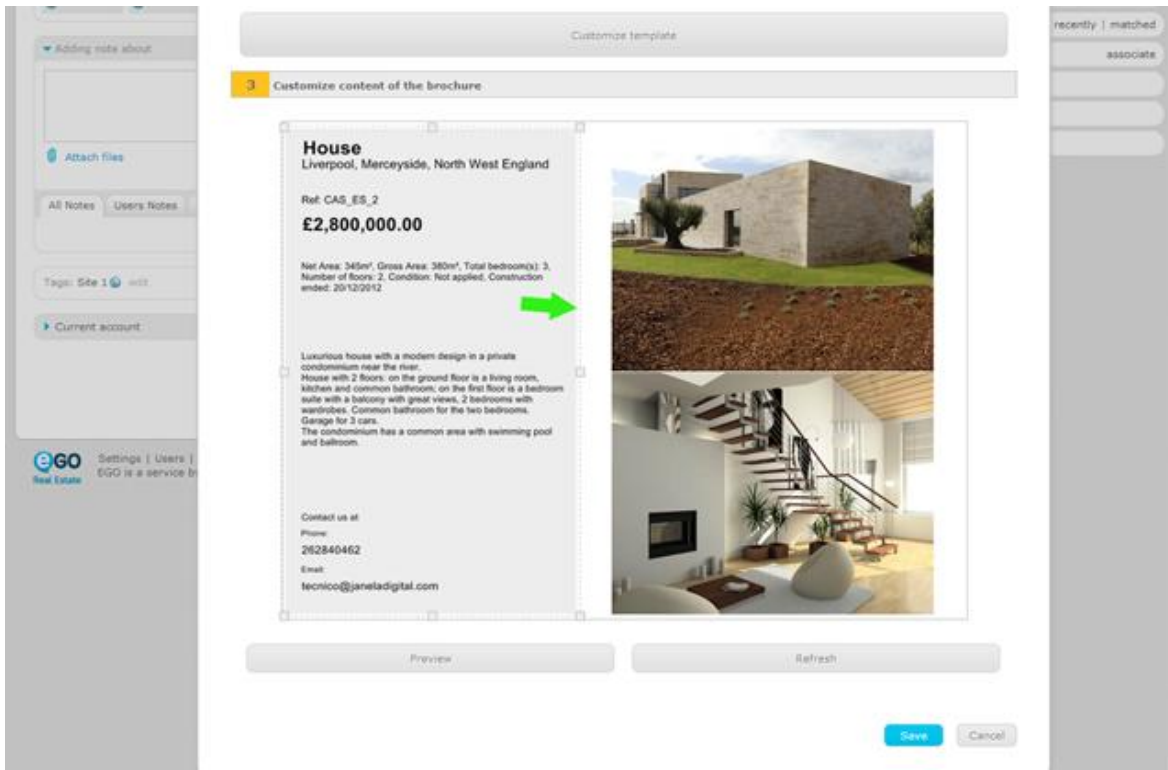 Customize template
recently | matched
Adding note about
associate
3 Customize content of the brochure
House
Liverpool, Merceyside, North West England
Attach files
Ref: CAS_ES_2
All Notes Users Notes
£2,800,000.00
Net Area: 345m², Gross Area: 380m², Total bedroom(s): 3,
Number of floors: 2, Condition: Not applied, Construction
ended: 20/12/2012
Tags: Site 1 edit
Current account
Luxurious house with a modern design in a private
condominium near the river.
House with 2 floors: on the ground floor is a living room,
kitchen and common bathroom; on the first floor is a bedroom
suite with a balcony with great views, 2 bedrooms with
wardrobes. Common bathroom for the two bedrooms.
Garage for 3 cars.
The condominium has a common area with swimming pool
and ballroom.
eGO Real Estate
Settings | Users |
EGO is a service by
Contact us at
Phone:
262840462
Email:
tecnico@janeladigital.com
Preview
Refresh
Save
Cancel